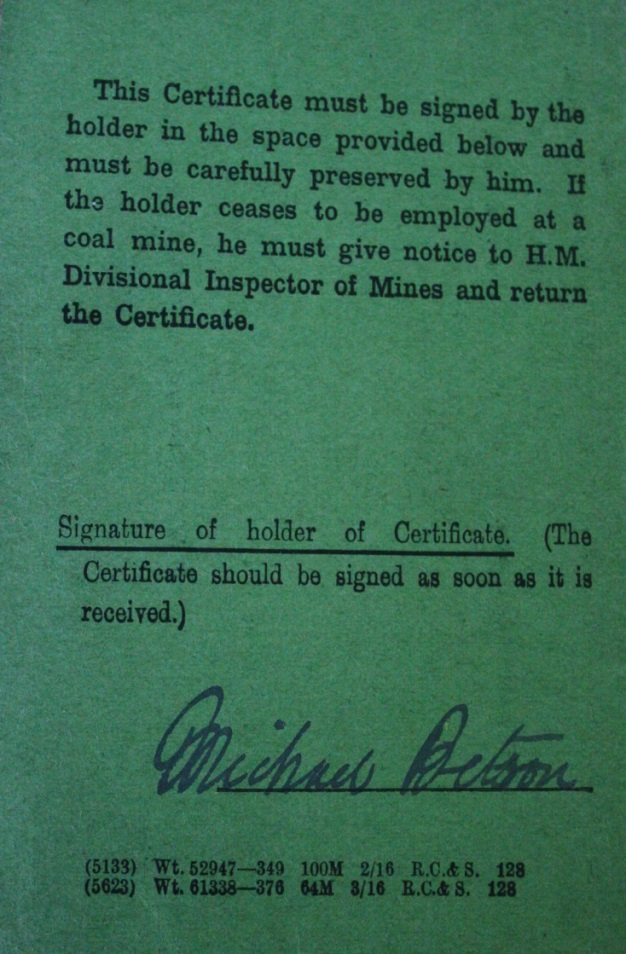 This Certificate must be signed by the
holder in the space provided below and
must be carefully preserved by him. If
the holder ceases to be employed at a
coal mine, he must give notice to H.M.
Divisional Inspector of Mines and return
the Certificate.
Signature of holder of Certificate. (The
Certificate should be signed as soon as it is
received.)
Michael Betson
(5133) Wt. 52947—349 100M 2/16 R.C.& S. 128
(5623) Wt. 61338—376 64M 3/16 R.C.& S. 128